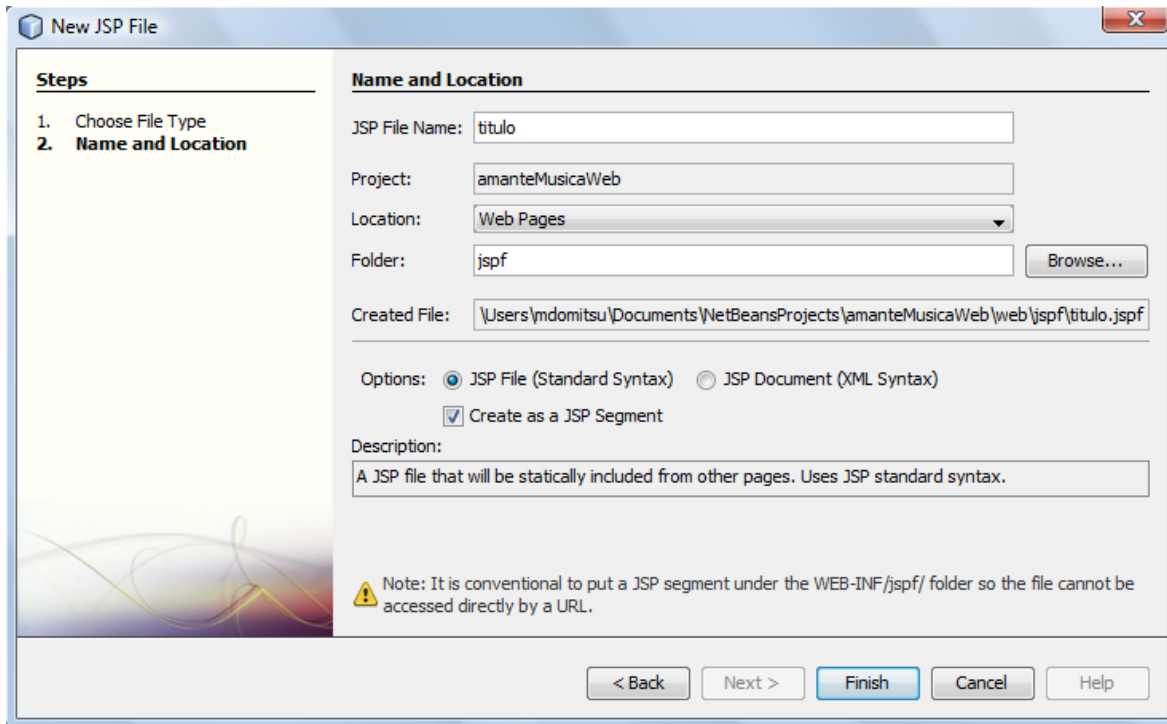 New JSP File
Steps
1. Choose File Type
2. Name and Location
Name and Location
JSP File Name: titulo
Project: amanteMusicaWeb
Location: Web Pages
Folder: jspf Browse...
Created File: \Users\mdomitsu\Documents\NetBeansProjects\amanteMusicaWeb\web\jspf\titulo.jspf
Options: JSP File (Standard Syntax) JSP Document (XML Syntax)
Create as a JSP Segment
Description:
A JSP file that will be statically included from other pages. Uses JSP standard syntax.
Note: It is conventional to put a JSP segment under the WEB-INF/jspf/ folder so the file cannot be
accessed directly by a URL.
< Back Next > Finish Cancel Help